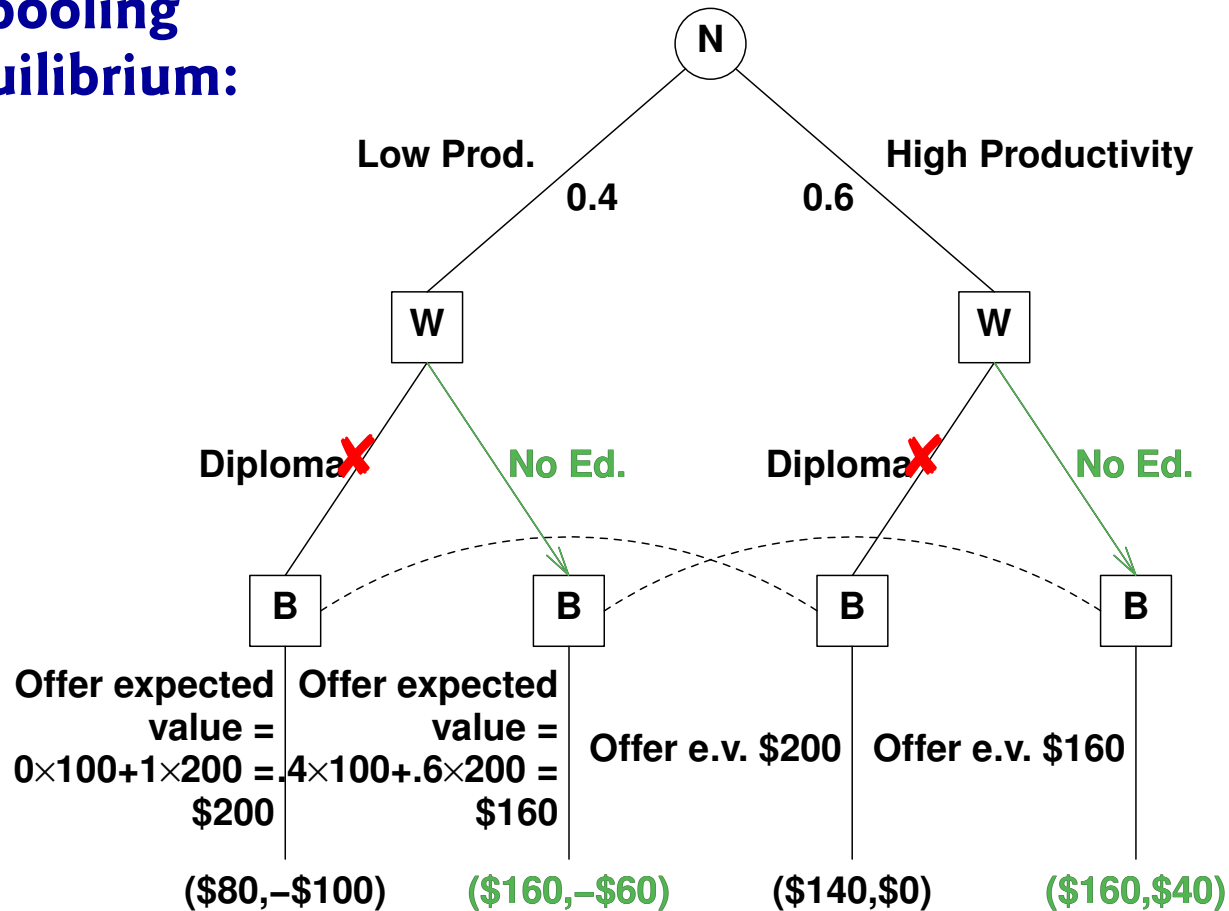 uilibrium:
N
Low Prod.
High Productivity
0.4
0.6
W
W
Diploma
No Ed.
Diploma
No Ed.
B
B
B
B
Offer expected
value =
0×100+1×200 =
$200
Offer expected
value =
.4×100+.6×200 =
$160
Offer e.v. $200
Offer e.v. $160
($80,−$100)
($160,−$60)
($140,$0)
($160,$40)